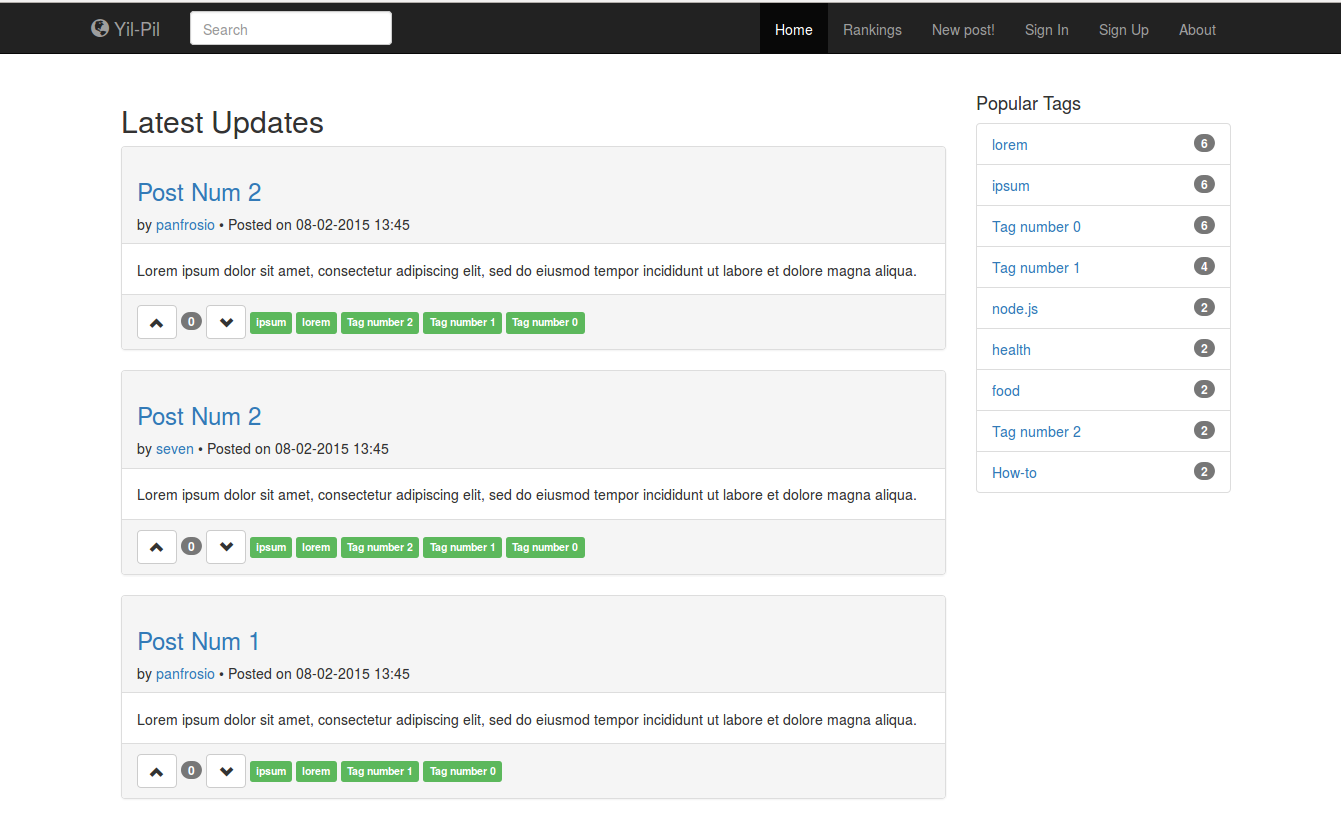 Yil-Pil Search Home Rankings New post! Sign In Sign Up About
Latest Updates
Post Num 2
by panfrosio • Posted on 08-02-2015 13:45
Lorem ipsum dolor sit amet, consectetur adipiscing elit, sed do eiusmod tempor incididunt ut labore et dolore magna aliqua.
0 ipsum lorem Tag number 2 Tag number 1 Tag number 0
Post Num 2
by seven • Posted on 08-02-2015 13:45
Lorem ipsum dolor sit amet, consectetur adipiscing elit, sed do eiusmod tempor incididunt ut labore et dolore magna aliqua.
0 ipsum lorem Tag number 2 Tag number 1 Tag number 0
Post Num 1
by panfrosio • Posted on 08-02-2015 13:45
Lorem ipsum dolor sit amet, consectetur adipiscing elit, sed do eiusmod tempor incididunt ut labore et dolore magna aliqua.
0 ipsum lorem Tag number 1 Tag number 0
Popular Tags
lorem 6
ipsum 6
Tag number 0 6
Tag number 1 4
node.js 2
health 2
food 2
Tag number 2 2
How-to 2